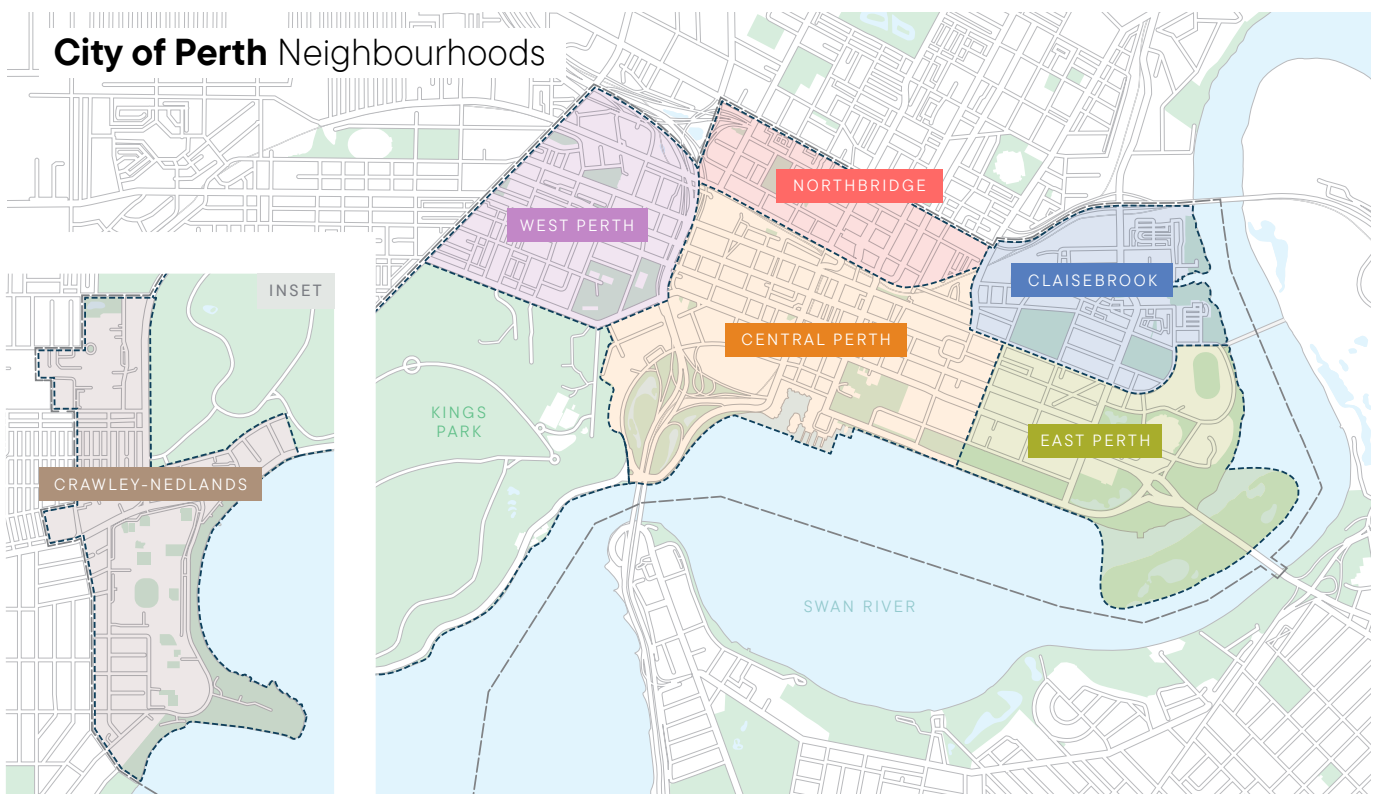 City of Perth Neighbourhoods
NORTHBRIDGE
WEST PERTH
CLAISEBROOK
INSET
CENTRAL PERTH
KINGS
PARK
EAST PERTH
CRAWLEY-NEDLANDS
SWAN RIVER